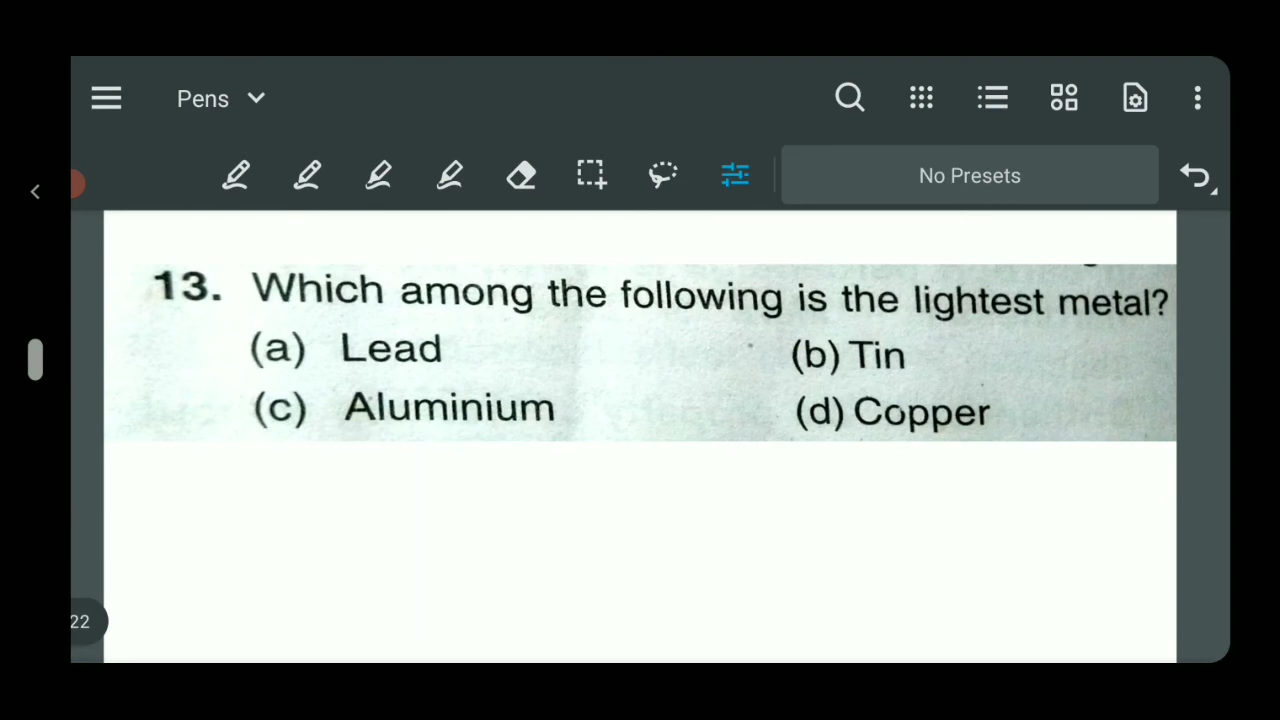 Pens
No Presets
13. Which among the following is the lightest metal?
(a) Lead (b) Tin
(c) Aluminium (d) Copper
22